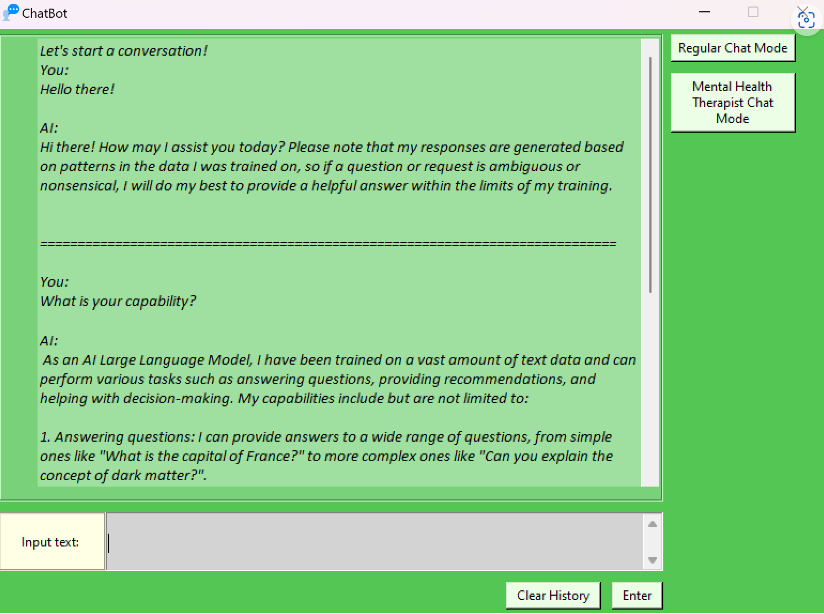 ChatBot
Let's start a conversation!
You:
Hello there!
AI:
Hi there! How may I assist you today? Please note that my responses are generated based
on patterns in the data I was trained on, so if a question or request is ambiguous or
nonsensical, I will do my best to provide a helpful answer within the limits of my training.
=============================================================================
You:
What is your capability?
AI:
As an AI Large Language Model, I have been trained on a vast amount of text data and can
perform various tasks such as answering questions, providing recommendations, and
helping with decision-making. My capabilities include but are not limited to:
1. Answering questions: I can provide answers to a wide range of questions, from simple
ones like "What is the capital of France?" to more complex ones like "Can you explain the
concept of dark matter?".
Regular Chat Mode
Mental Health
Therapist Chat
Mode
Input text:
Clear History
Enter